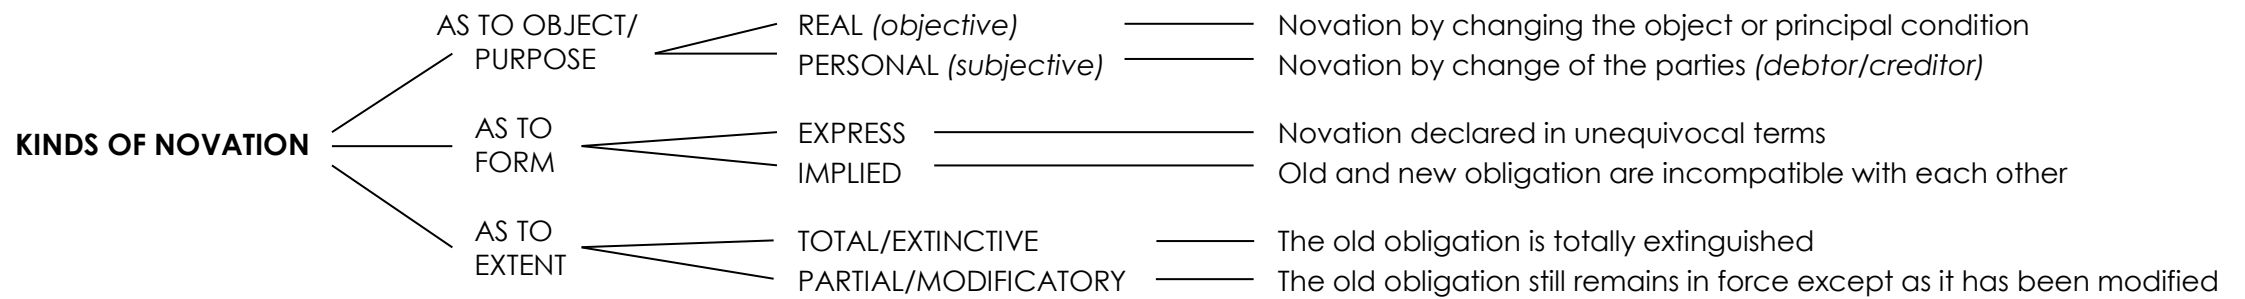 KINDS OF NOVATION
AS TO OBJECT/
PURPOSE
REAL (objective)
Novation by changing the object or principal condition
PERSONAL (subjective)
Novation by change of the parties (debtor/creditor)
AS TO
FORM
EXPRESS
Novation declared in unequivocal terms
IMPLIED
Old and new obligation are incompatible with each other
AS TO
EXTENT
TOTAL/EXTINCTIVE
The old obligation is totally extinguished
PARTIAL/MODIFICATORY
The old obligation still remains in force except as it has been modified